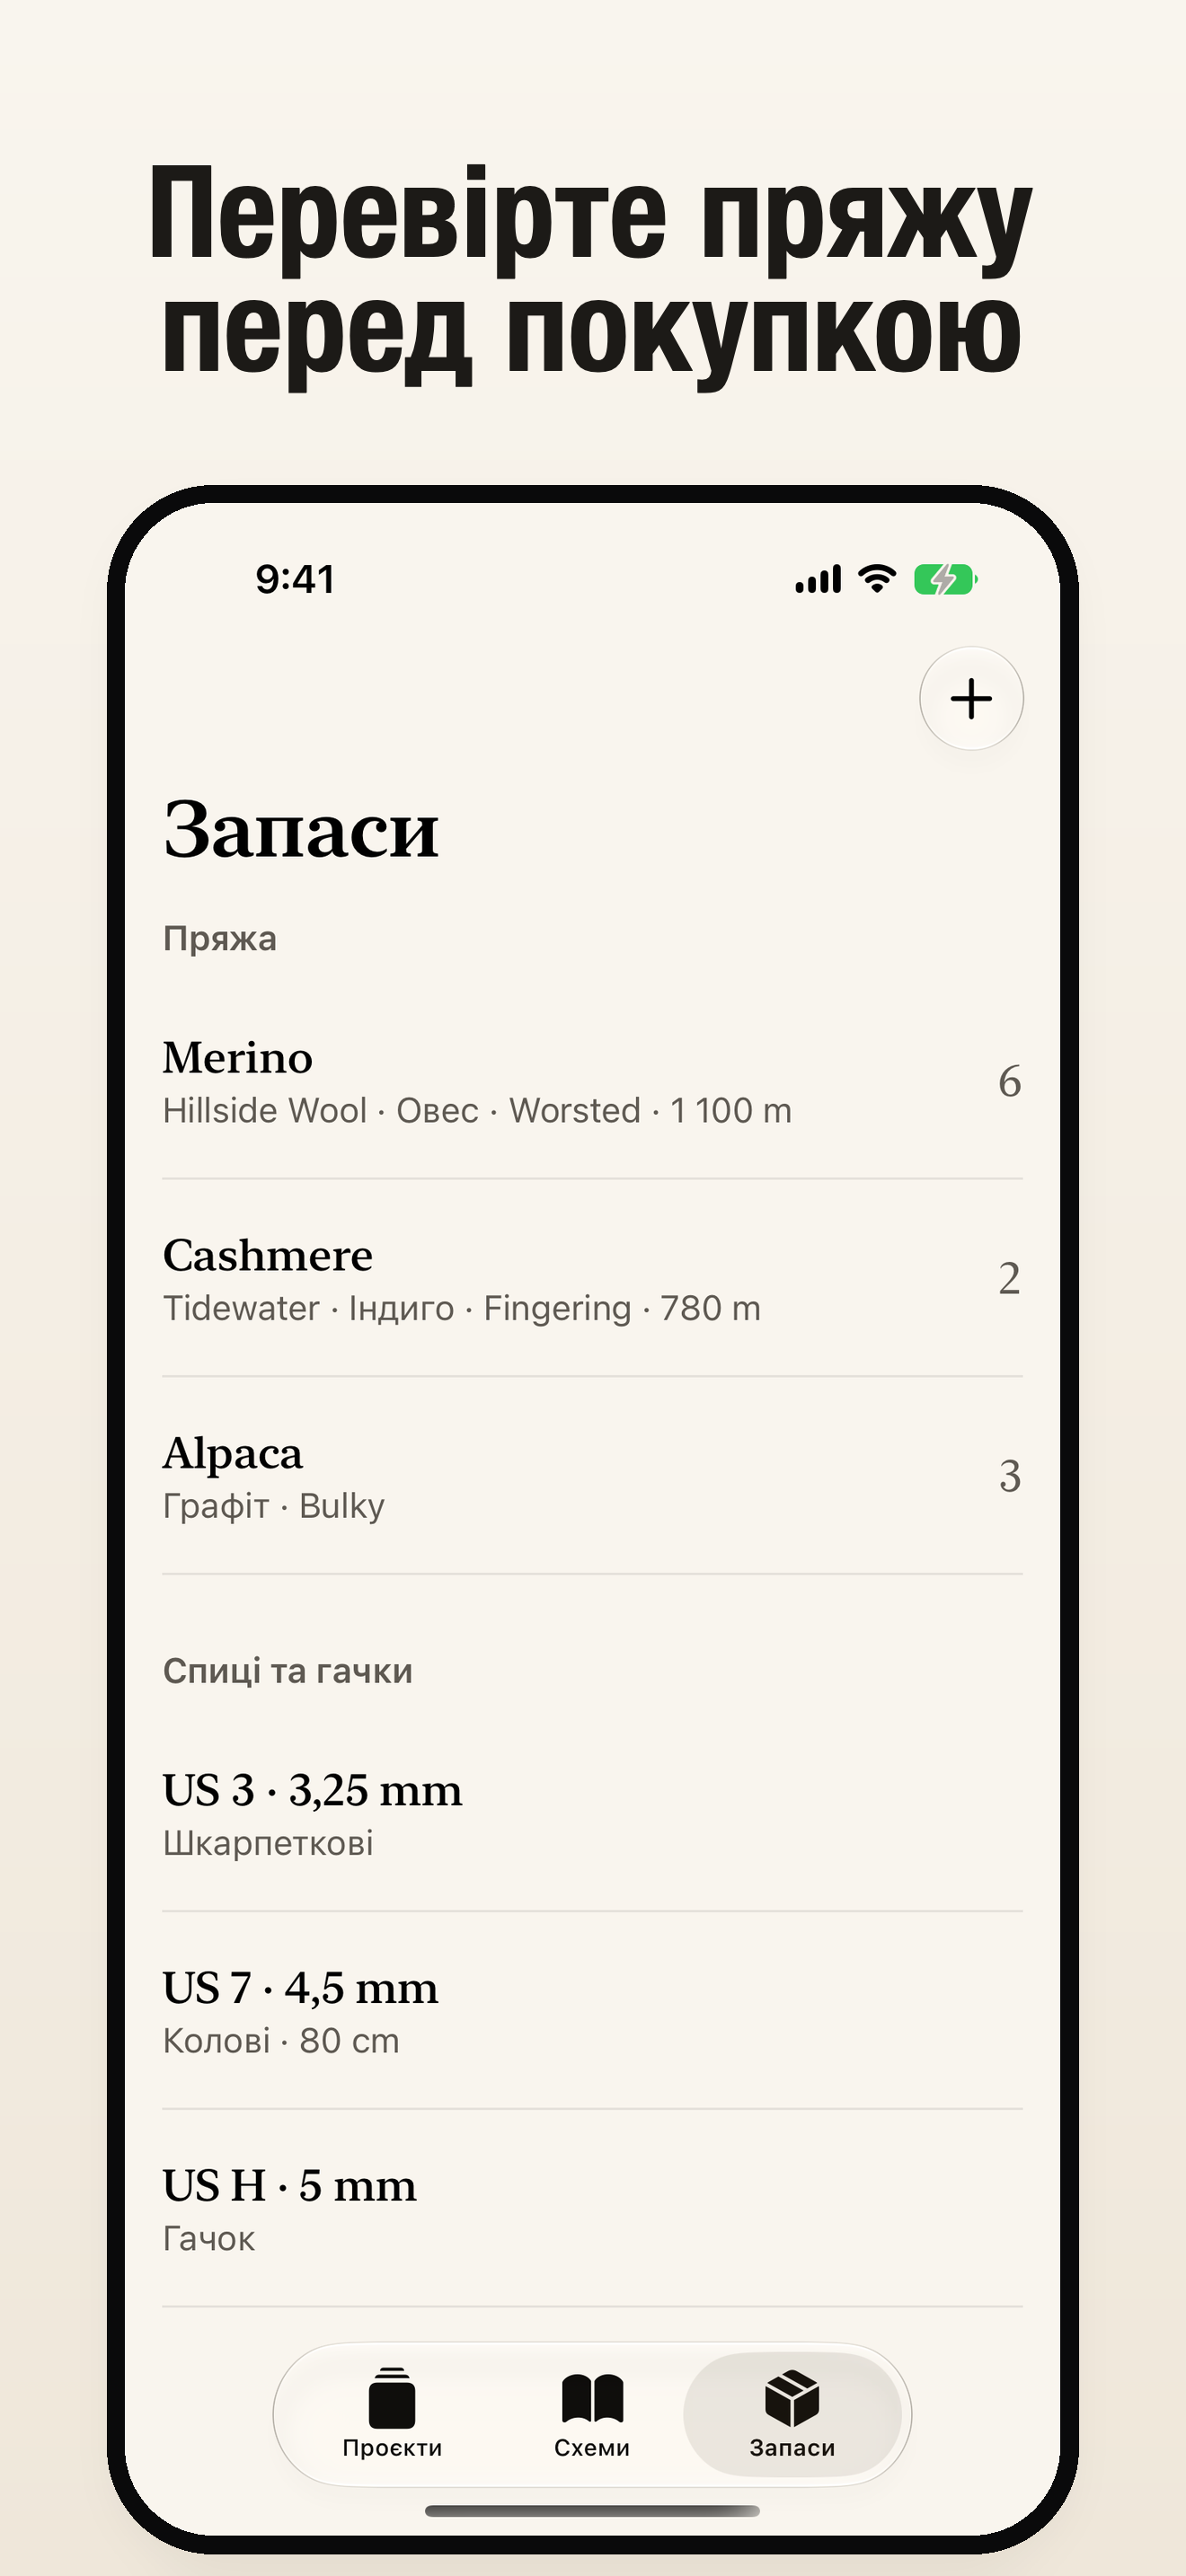 Перевірте пряжу
перед покупкою
9:41
Запаси
Пряжа
Merino
Hillside Wool · Овес · Worsted · 1 100 m
6
Cashmere
Tidewater · Індиго · Fingering · 780 m
2
Alpaca
Графіт · Bulky
3
Спиці та гачки
US 3 · 3,25 mm
Шкарпеткові
US 7 · 4,5 mm
Колові · 80 cm
US H · 5 mm
Гачок
Проєкти
Схеми
Запаси